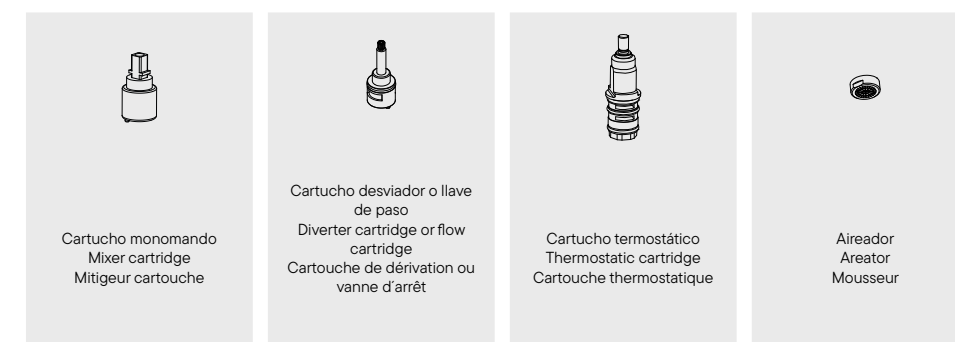 Cartucho monomando
Mixer cartridge
Mitigeur cartouche
Cartucho desviador o llave
de paso
Diverter cartridge or flow
cartridge
Cartouche de dérivation ou
vanne d´arrêt
Cartucho termostático
Thermostatic cartridge
Cartouche thermostatique
Aireador
Areator
Mousseur